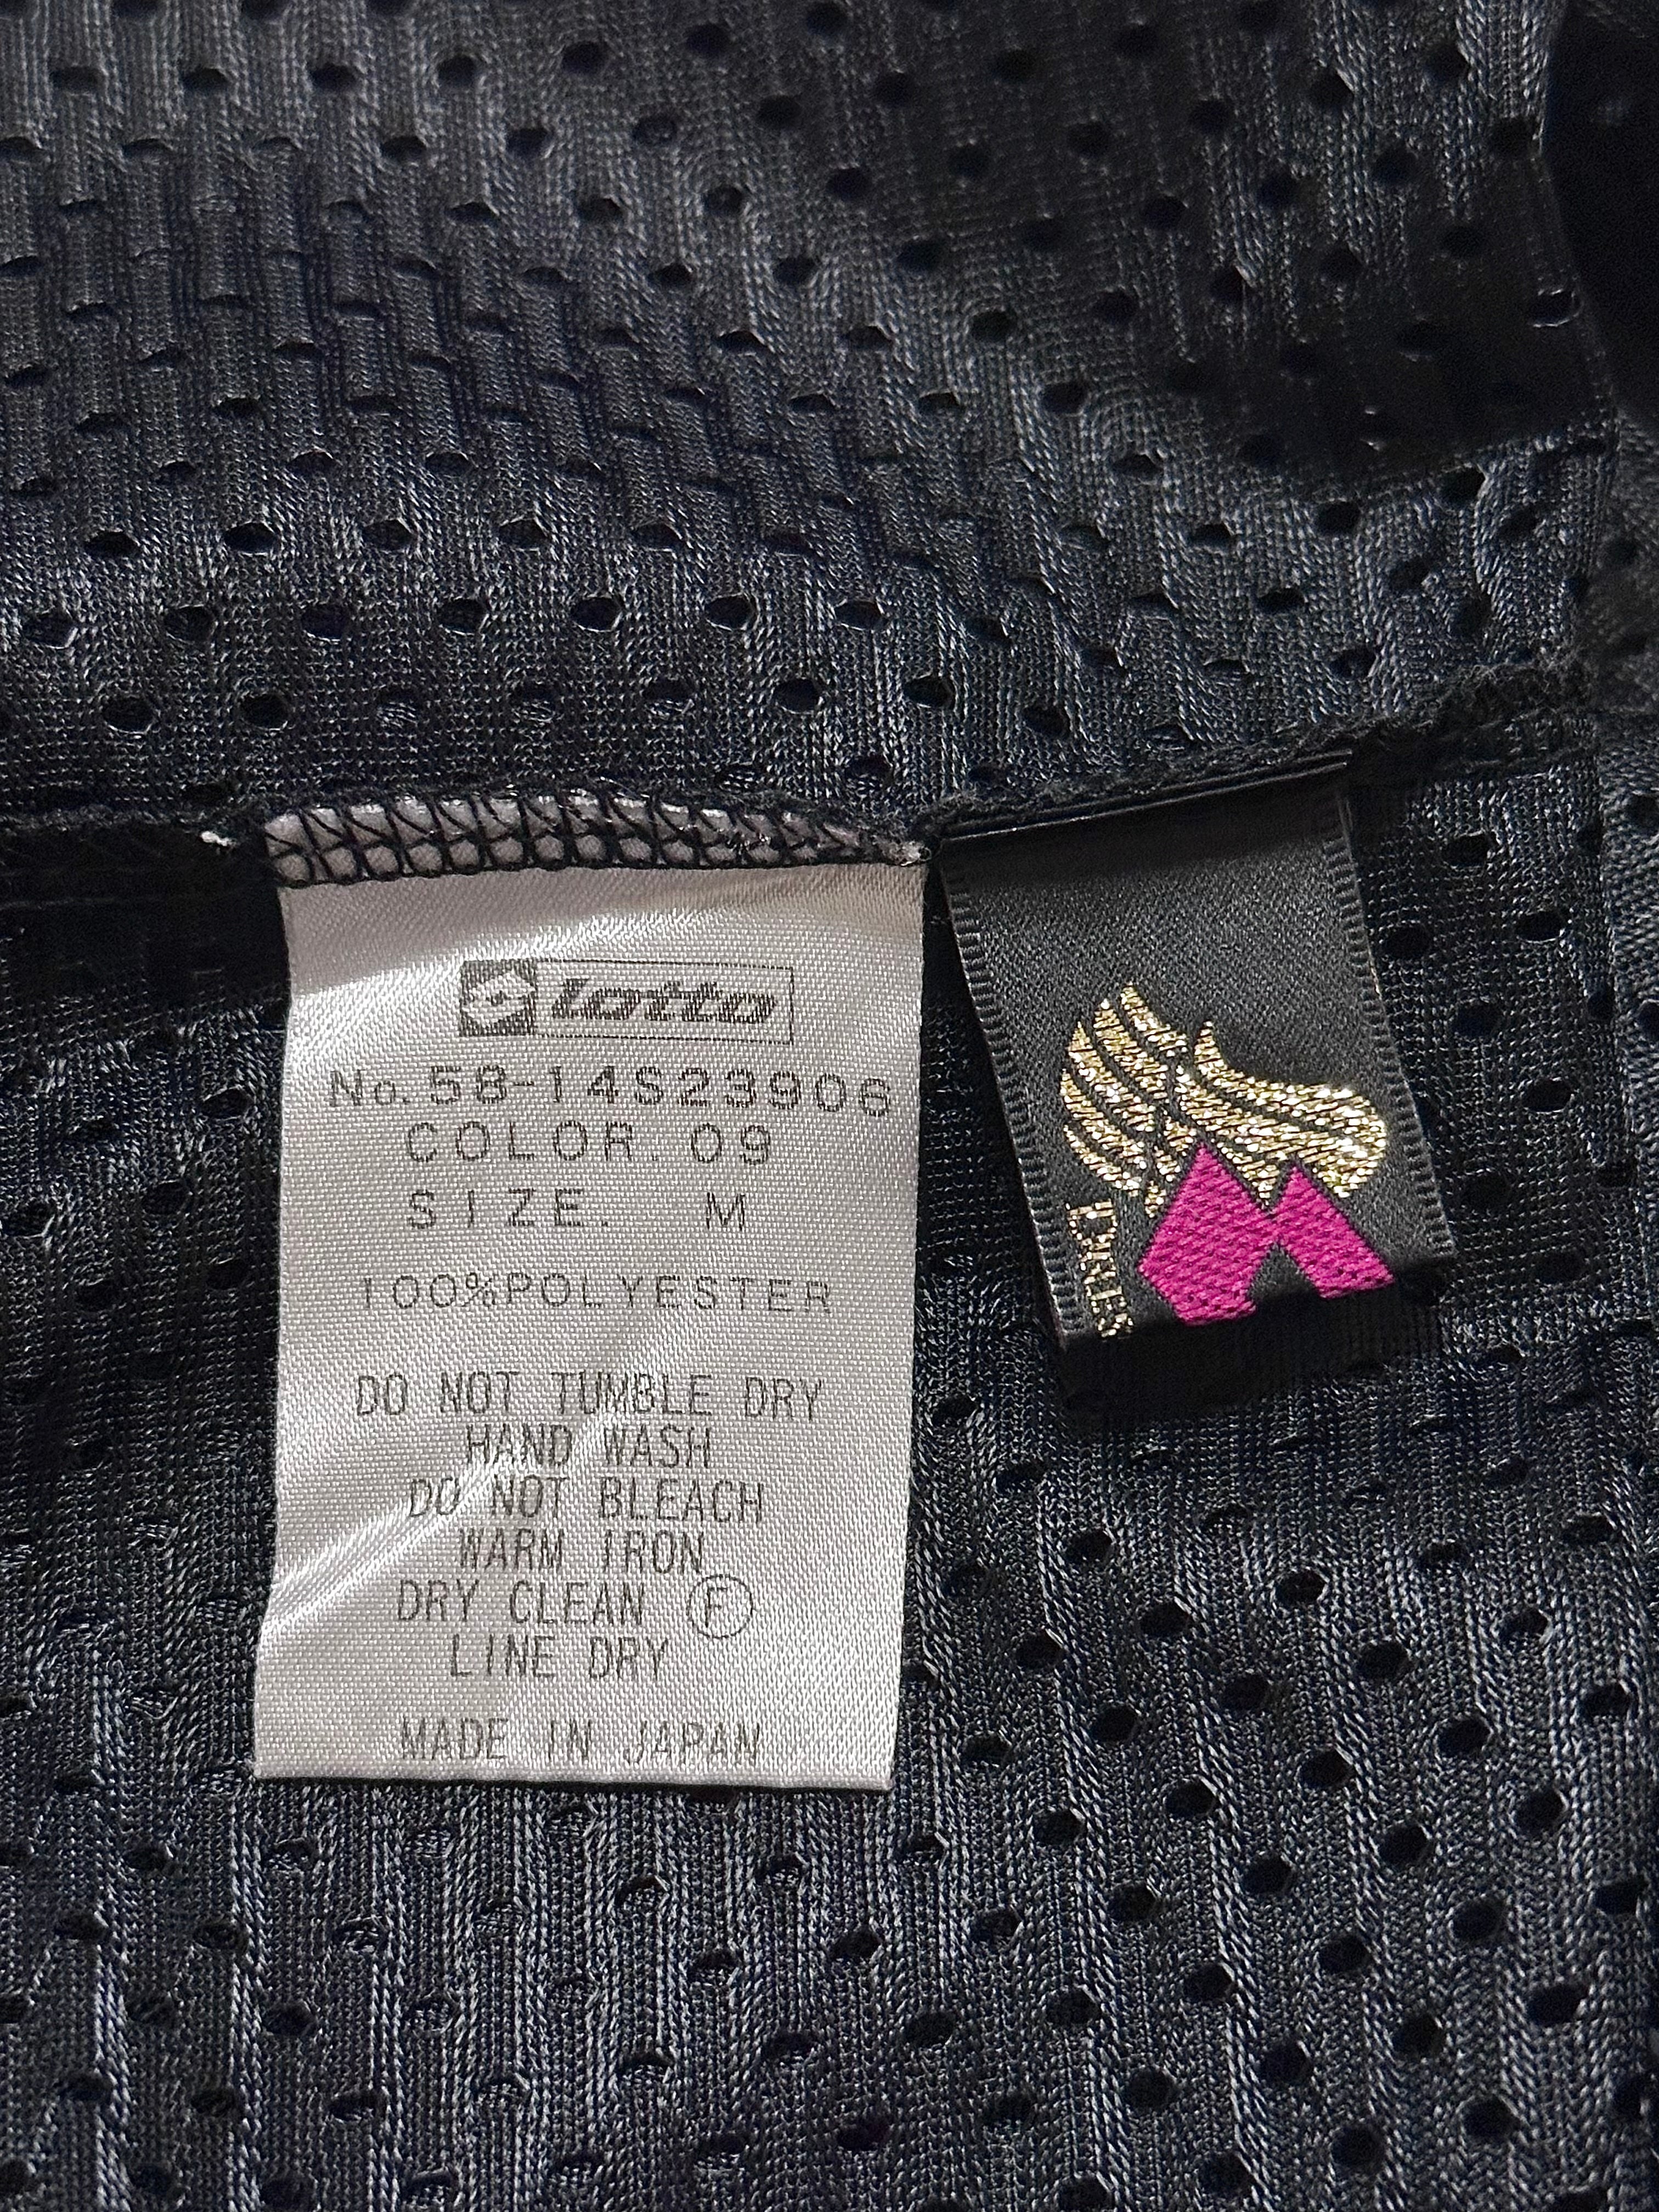 lotto
No. 58-14S23906
COLOR. 09
SIZE. M
100%POLYESTER
DO NOT TUMBLE DRY
HAND WASH
DO NOT BLEACH
WARM IRON
DRY CLEAN Ⓕ
LINE DRY
MADE IN JAPAN